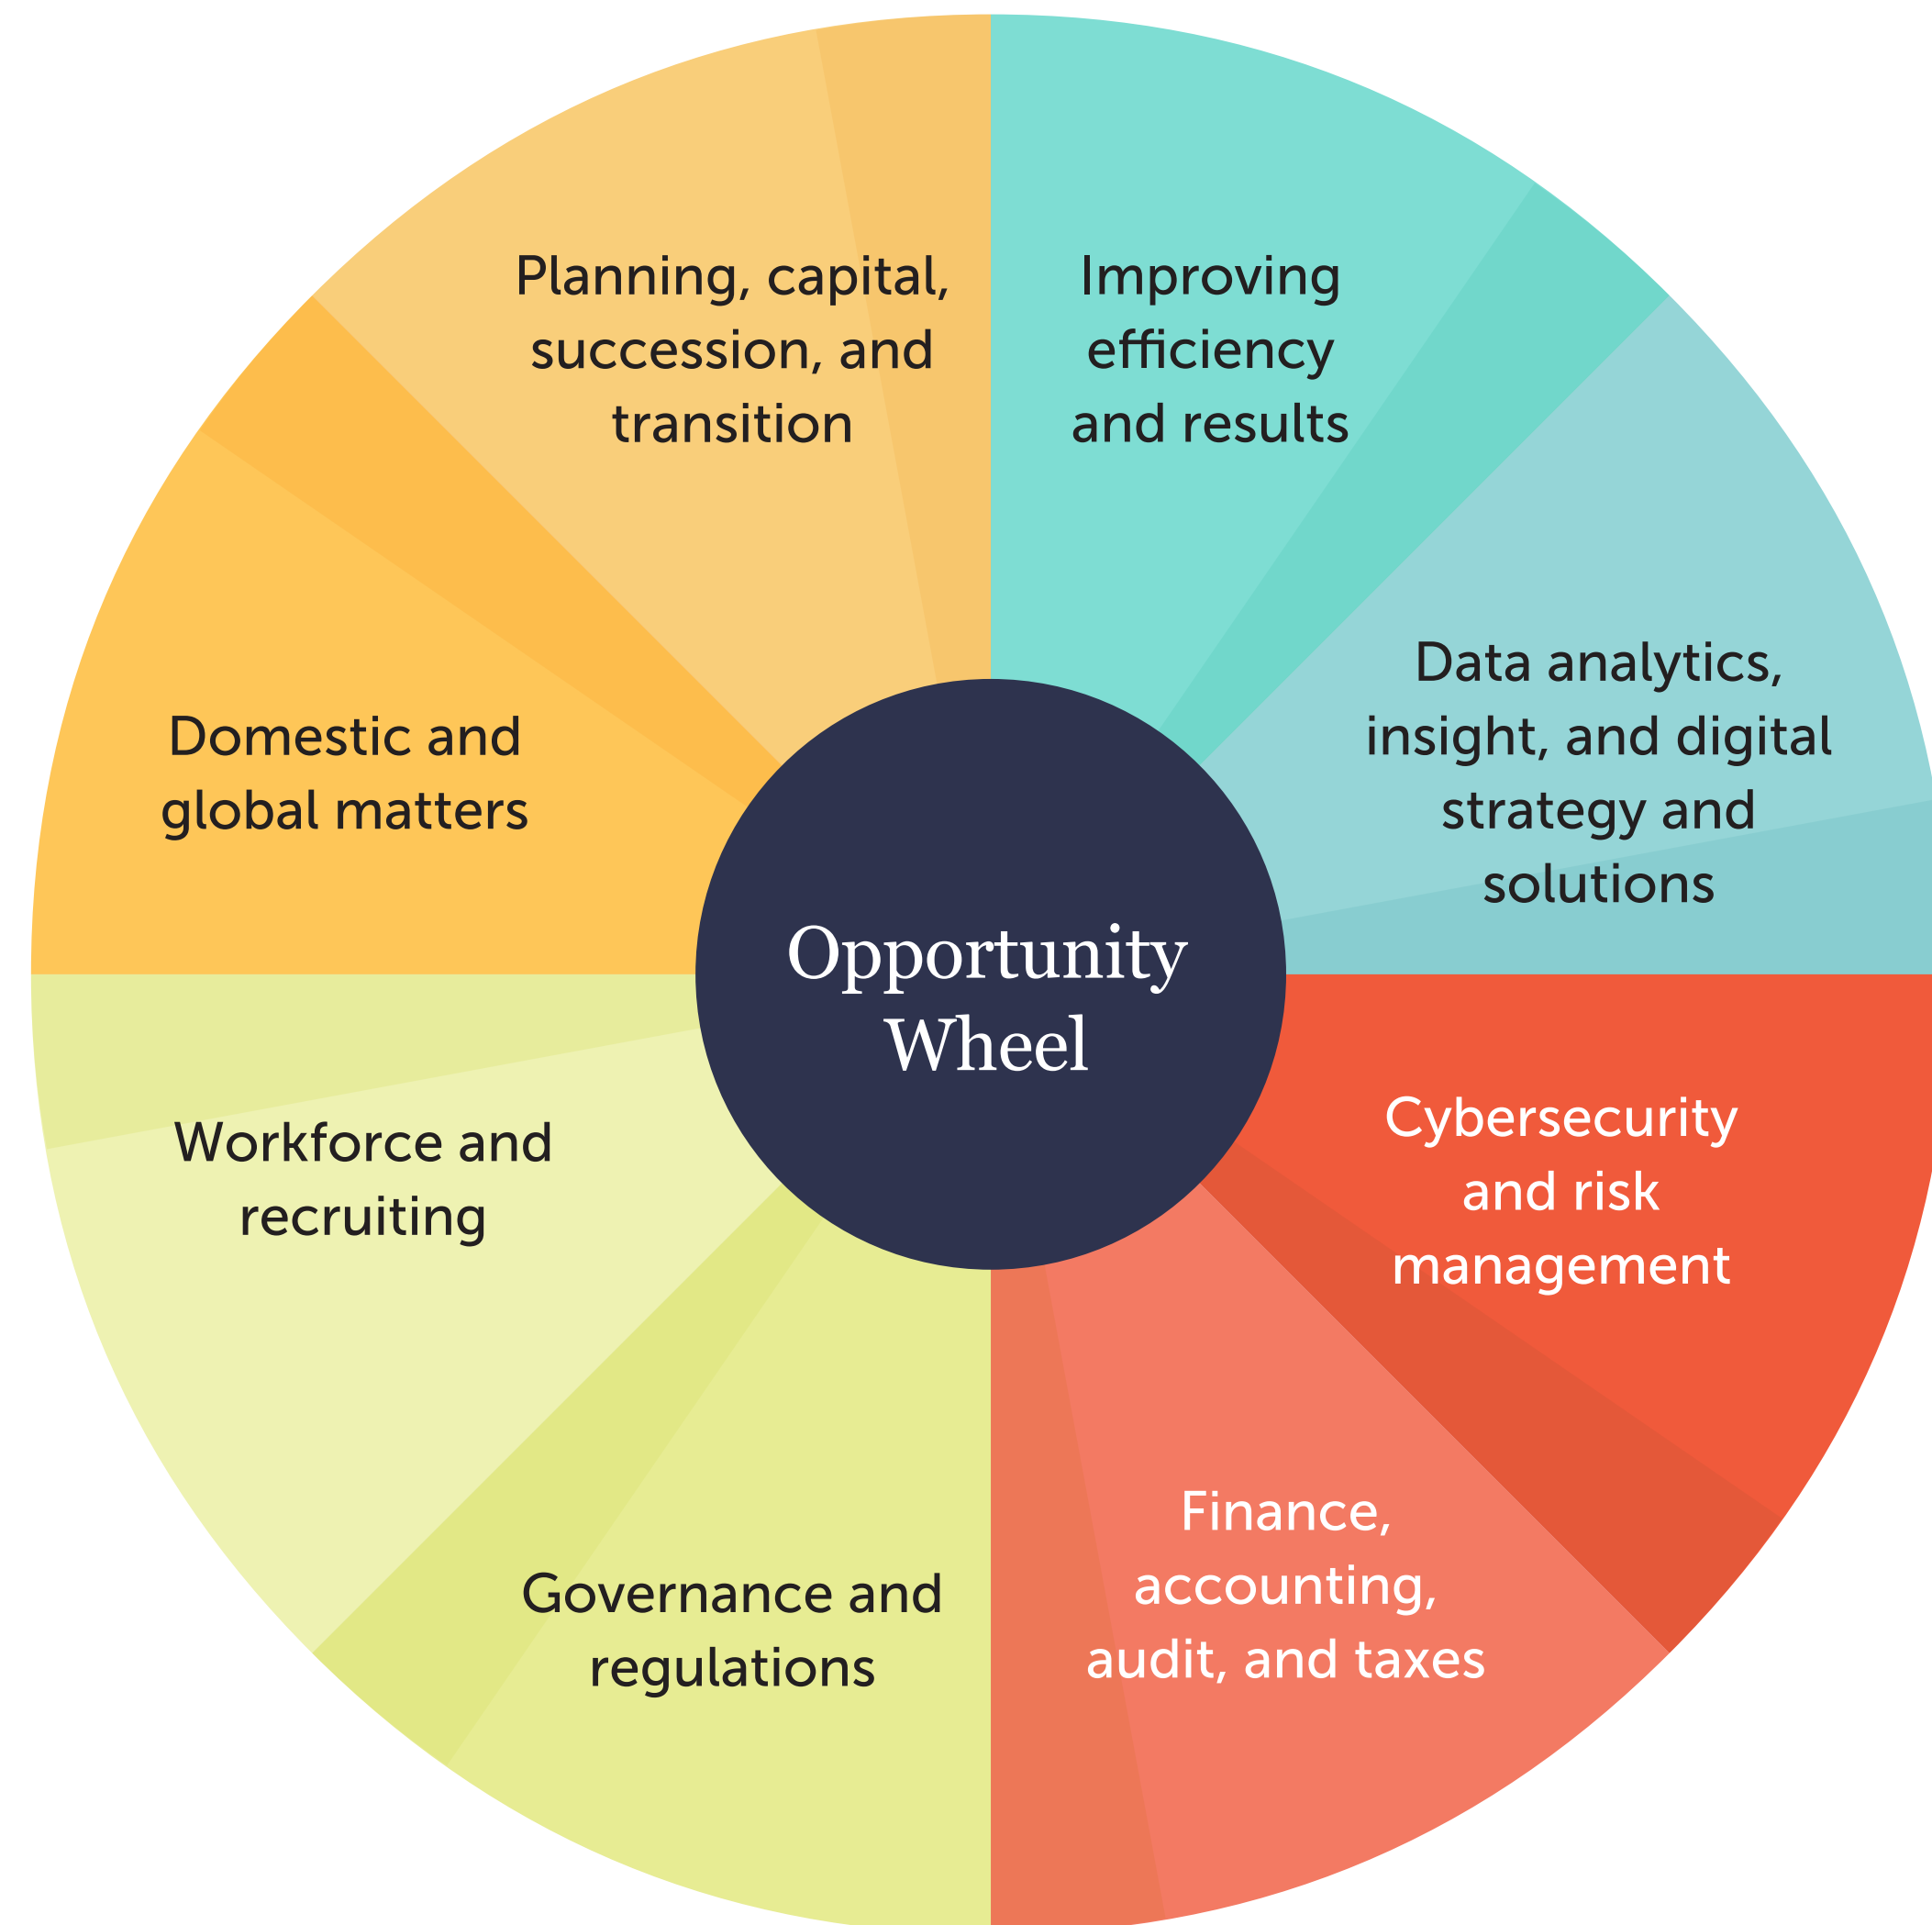 Planning, capital,
succession, and
transition
Improving
efficiency
and results
Data analytics,
insight, and digital
strategy and
solutions
Cybersecurity
and risk
management
Finance,
accounting,
audit, and taxes
Governance and
regulations
Workforce and
recruiting
Domestic and
global matters
Opportunity
Wheel